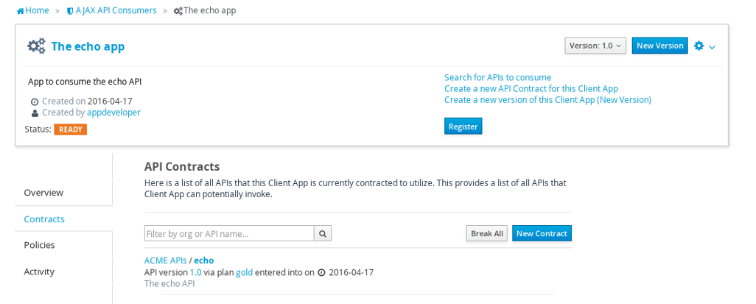 Home » AJAX API Consumers » The echo app
The echo app
Version: 1.0
New Version
App to consume the echo API
Created on 2016-04-17
Created by appdeveloper
Status: READY
Search for APIs to consume
Create a new API Contract for this Client App
Create a new version of this Client App (New Version)
Register
Overview
Contracts
Policies
Activity
API Contracts
Here is a list of all APIs that this Client App is currently contracted to utilize. This provides a list of all APIs that
Client App can potentially invoke.
Filter by org or API name...
Break All
New Contract
ACME APIs / echo
API version 1.0 via plan gold entered into on 2016-04-17
The echo API